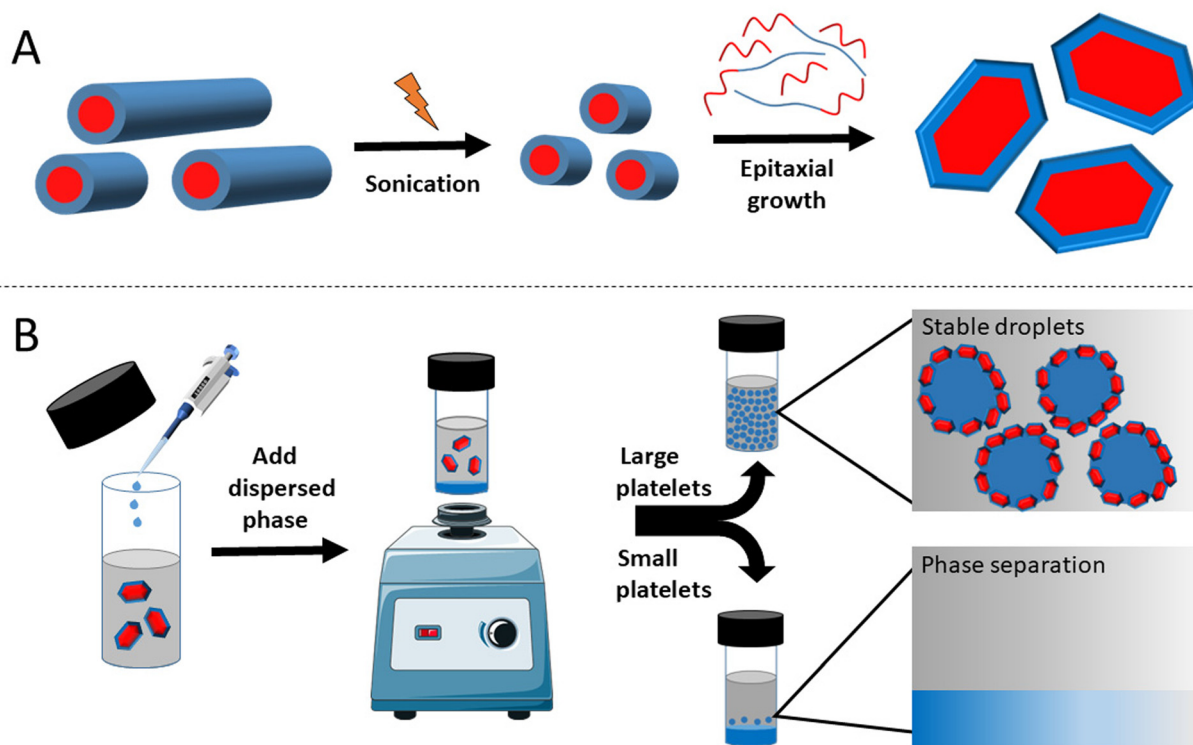 A
Sonication
Epitaxial
growth
B
Add
dispersed
phase
Large
platelets
Small
platelets
Stable droplets
Phase separation